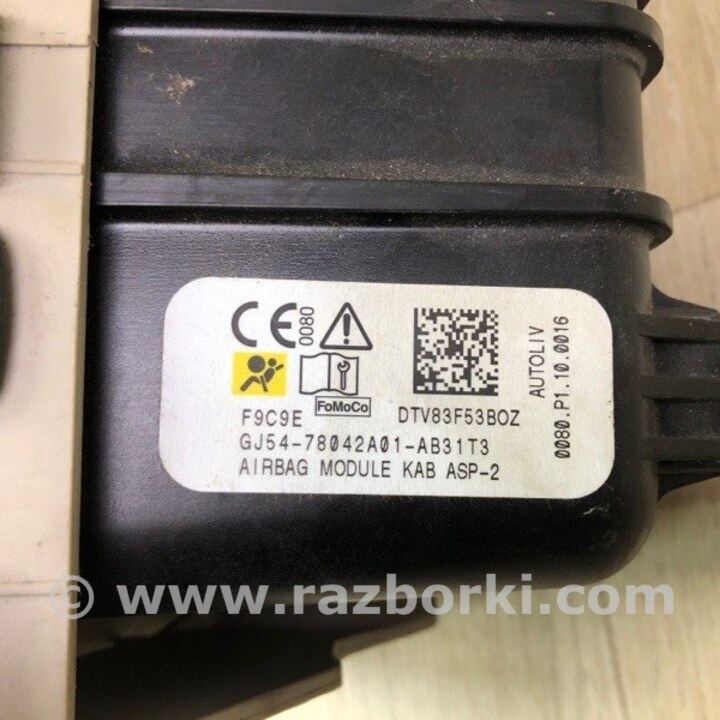 CE 0080
FoMoCo
F9C9E DTV83F53BOZ
GJ54-78042A01-AB31T3
AIRBAG MODULE KAB ASP-2
AUTOLIV
0080.P1.10.0016
© www.razborki.com